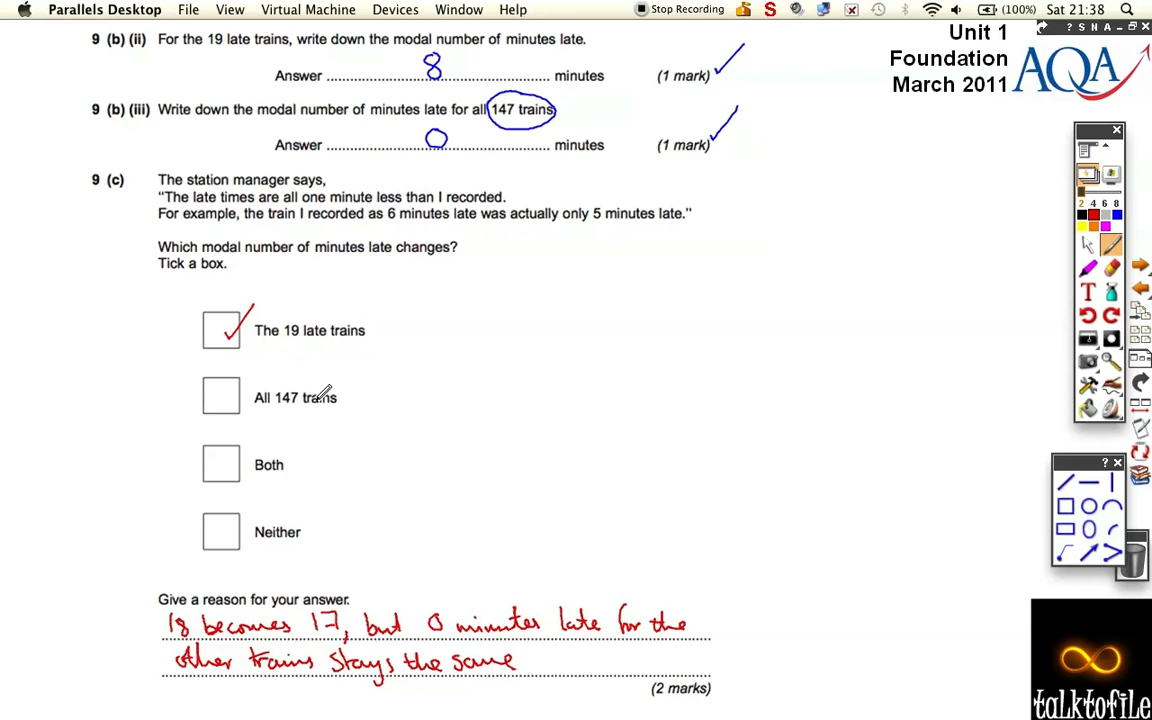 Parallels Desktop File View Virtual Machine Devices Window Help Stop Recording S (100%) Sat 21:38
Unit 1
Foundation
March 2011
AQA
? S N A
9 (b) (ii) For the 19 late trains, write down the modal number of minutes late.
Answer 8 minutes (1 mark)
9 (b) (iii) Write down the modal number of minutes late for all 147 trains
Answer 0 minutes (1 mark)
9 (c) The station manager says,
"The late times are all one minute less than I recorded.
For example, the train I recorded as 6 minutes late was actually only 5 minutes late."
Which modal number of minutes late changes?
Tick a box.
2 4 6 8
T
The 19 late trains
All 147 trains
Both
Neither
?
Give a reason for your answer.
18 becomes 17, but 0 minutes late for the
other trains stays the same
(2 marks)
talktofile